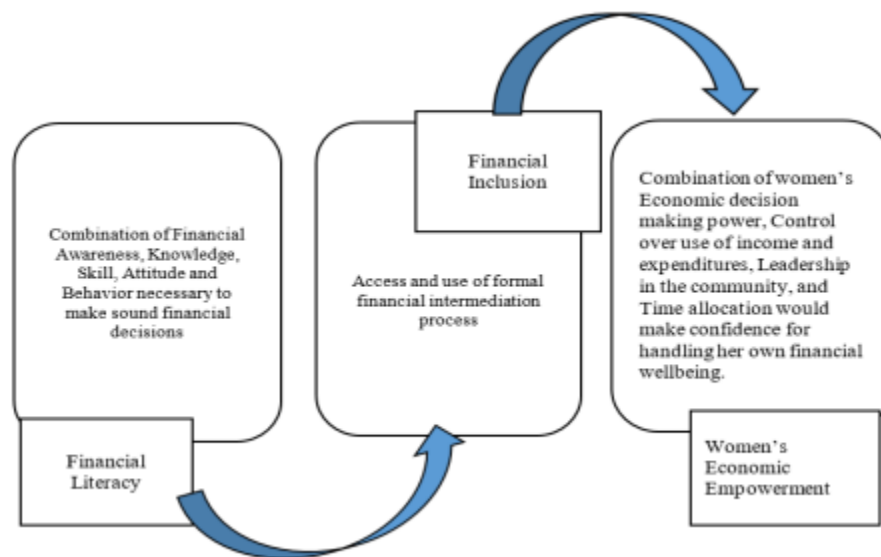 Combination of Financial
Awareness, Knowledge,
Skill, Attitude and
Behavior necessary to
make sound financial
decisions
Financial
Literacy
Financial
Inclusion
Access and use of formal
financial intermediation
process
Combination of women's
Economic decision
making power, Control
over use of income and
expenditures, Leadership
in the community, and
Time allocation would
make confidence for
handling her own financial
wellbeing.
Women's
Economic
Empowerment